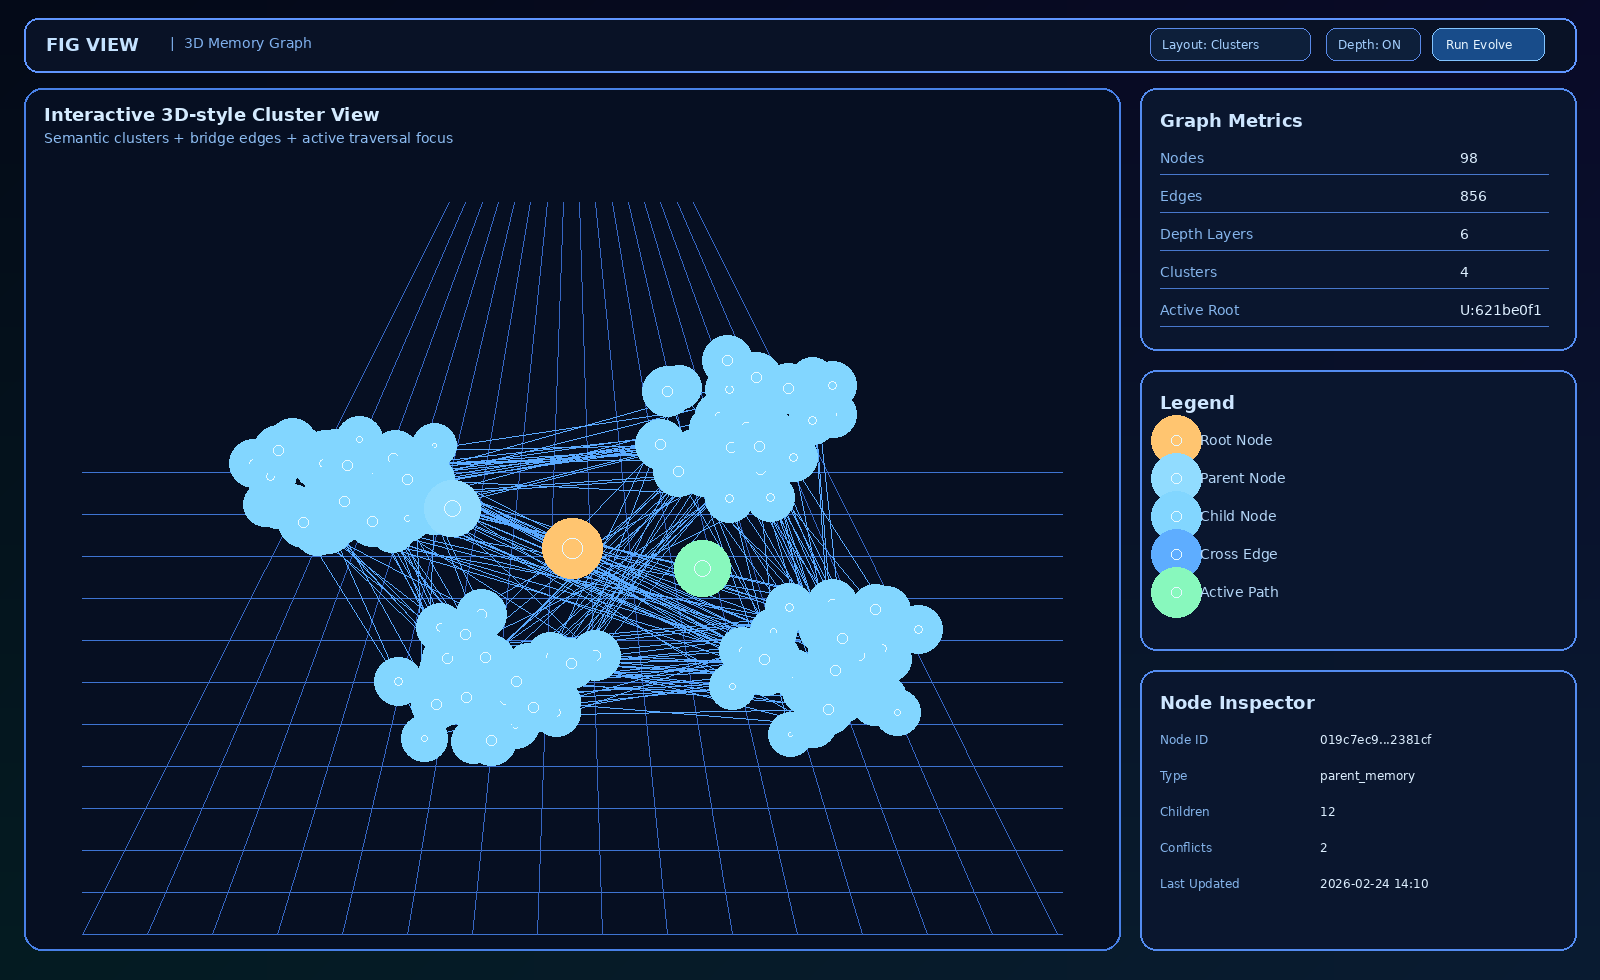 FIG VIEW | 3D Memory Graph
Layout: Clusters
Depth: ON
Run Evolve
Interactive 3D-style Cluster View
Semantic clusters + bridge edges + active traversal focus
Graph Metrics
Nodes 98
Edges 856
Depth Layers 6
Clusters 4
Active Root U:621be0f1
Legend
Root Node
Parent Node
Child Node
Cross Edge
Active Path
Node Inspector
Node ID 019c7ec9...2381cf
Type parent_memory
Children 12
Conflicts 2
Last Updated 2026-02-24 14:10